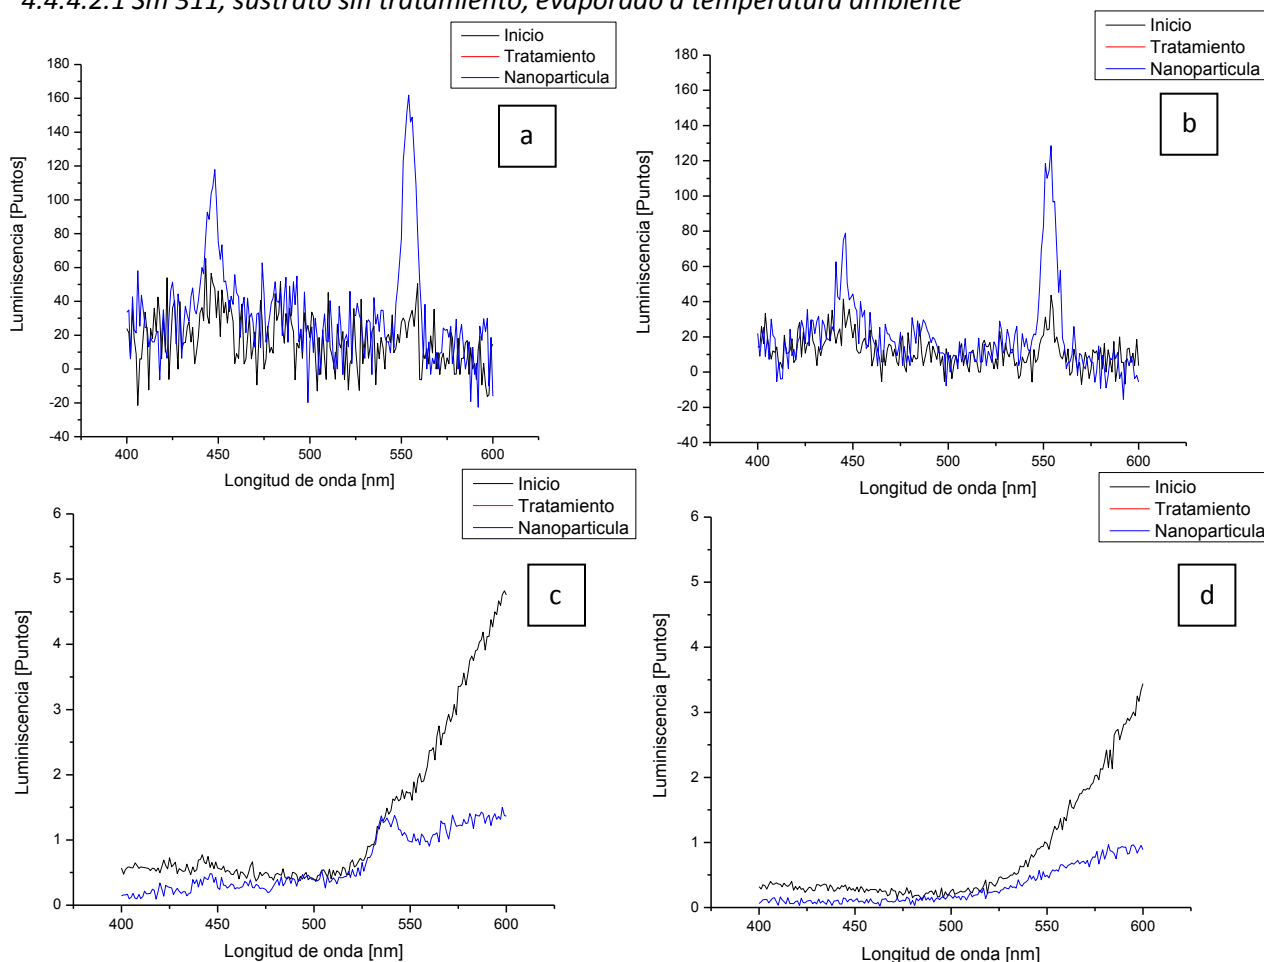 4.4.4.2.1 Sm 311, sustrato sin tratamiento, evaporado a temperatura ambiente
Inicio
Tratamiento
Nanoparticula
a
Luminiscencia [Puntos]
180
160
140
120
100
80
60
40
20
0
-20
-40
400
450
500
550
600
Longitud de onda [nm]
Inicio
Tratamiento
Nanoparticula
b
Luminiscencia [Puntos]
180
160
140
120
100
80
60
40
20
0
-20
-40
400
450
500
550
600
Longitud de onda [nm]
Inicio
Tratamiento
Nanoparticula
c
Luminiscencia [Puntos]
6
5
4
3
2
1
0
400
450
500
550
600
Longitud de onda [nm]
Inicio
Tratamiento
Nanoparticula
d
Luminiscencia [Puntos]
6
5
4
3
2
1
0
400
450
500
550
600
Longitud de onda [nm]